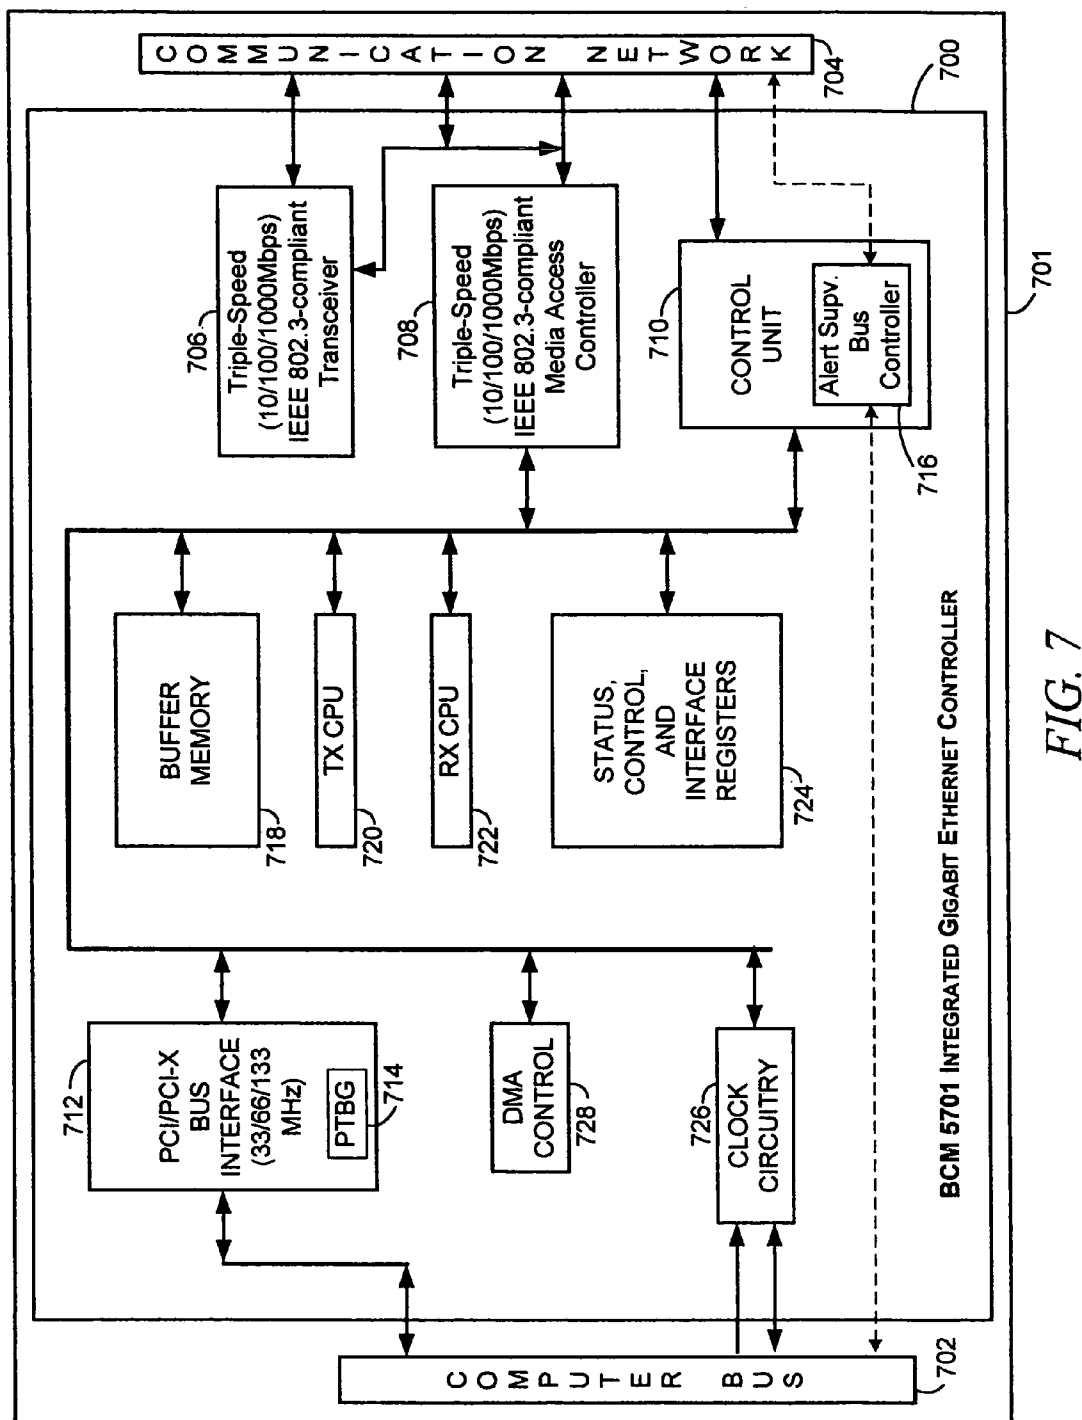 COMPUTER BUS
702
PCI/PCI-X
BUS
INTERFACE
(33/66/133
MHz)
PTBG
712
714
DMA
CONTROL
728
CLOCK
CIRCUITRY
726
BUFFER
MEMORY
718
TX CPU
720
RX CPU
722
STATUS,
CONTROL,
AND
INTERFACE
REGISTERS
724
Triple-Speed
(10/100/1000Mbps)
IEEE 802.3-compliant
Transceiver
706
Triple-Speed
(10/100/1000Mbps)
IEEE 802.3-compliant
Media Access
Controller
708
CONTROL
UNIT
710
Alert Supv.
Bus
Controller
716
COMMUNICATION NETWORK
704
700
701
BCM 5701 INTEGRATED GIGABIT ETHERNET CONTROLLER
FIG. 7